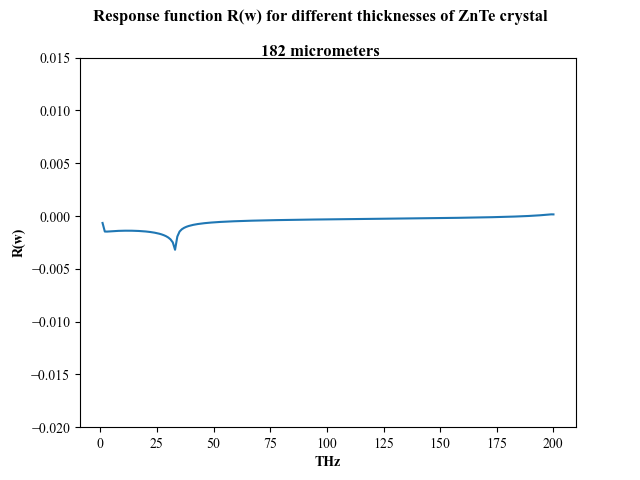 Response function R(w) for different thicknesses of ZnTe crystal
182 micrometers
0.015
0.010
0.005
0.000
−0.005
−0.010
−0.015
−0.020
R(w)
0 25 50 75 100 125 150 175 200
THz